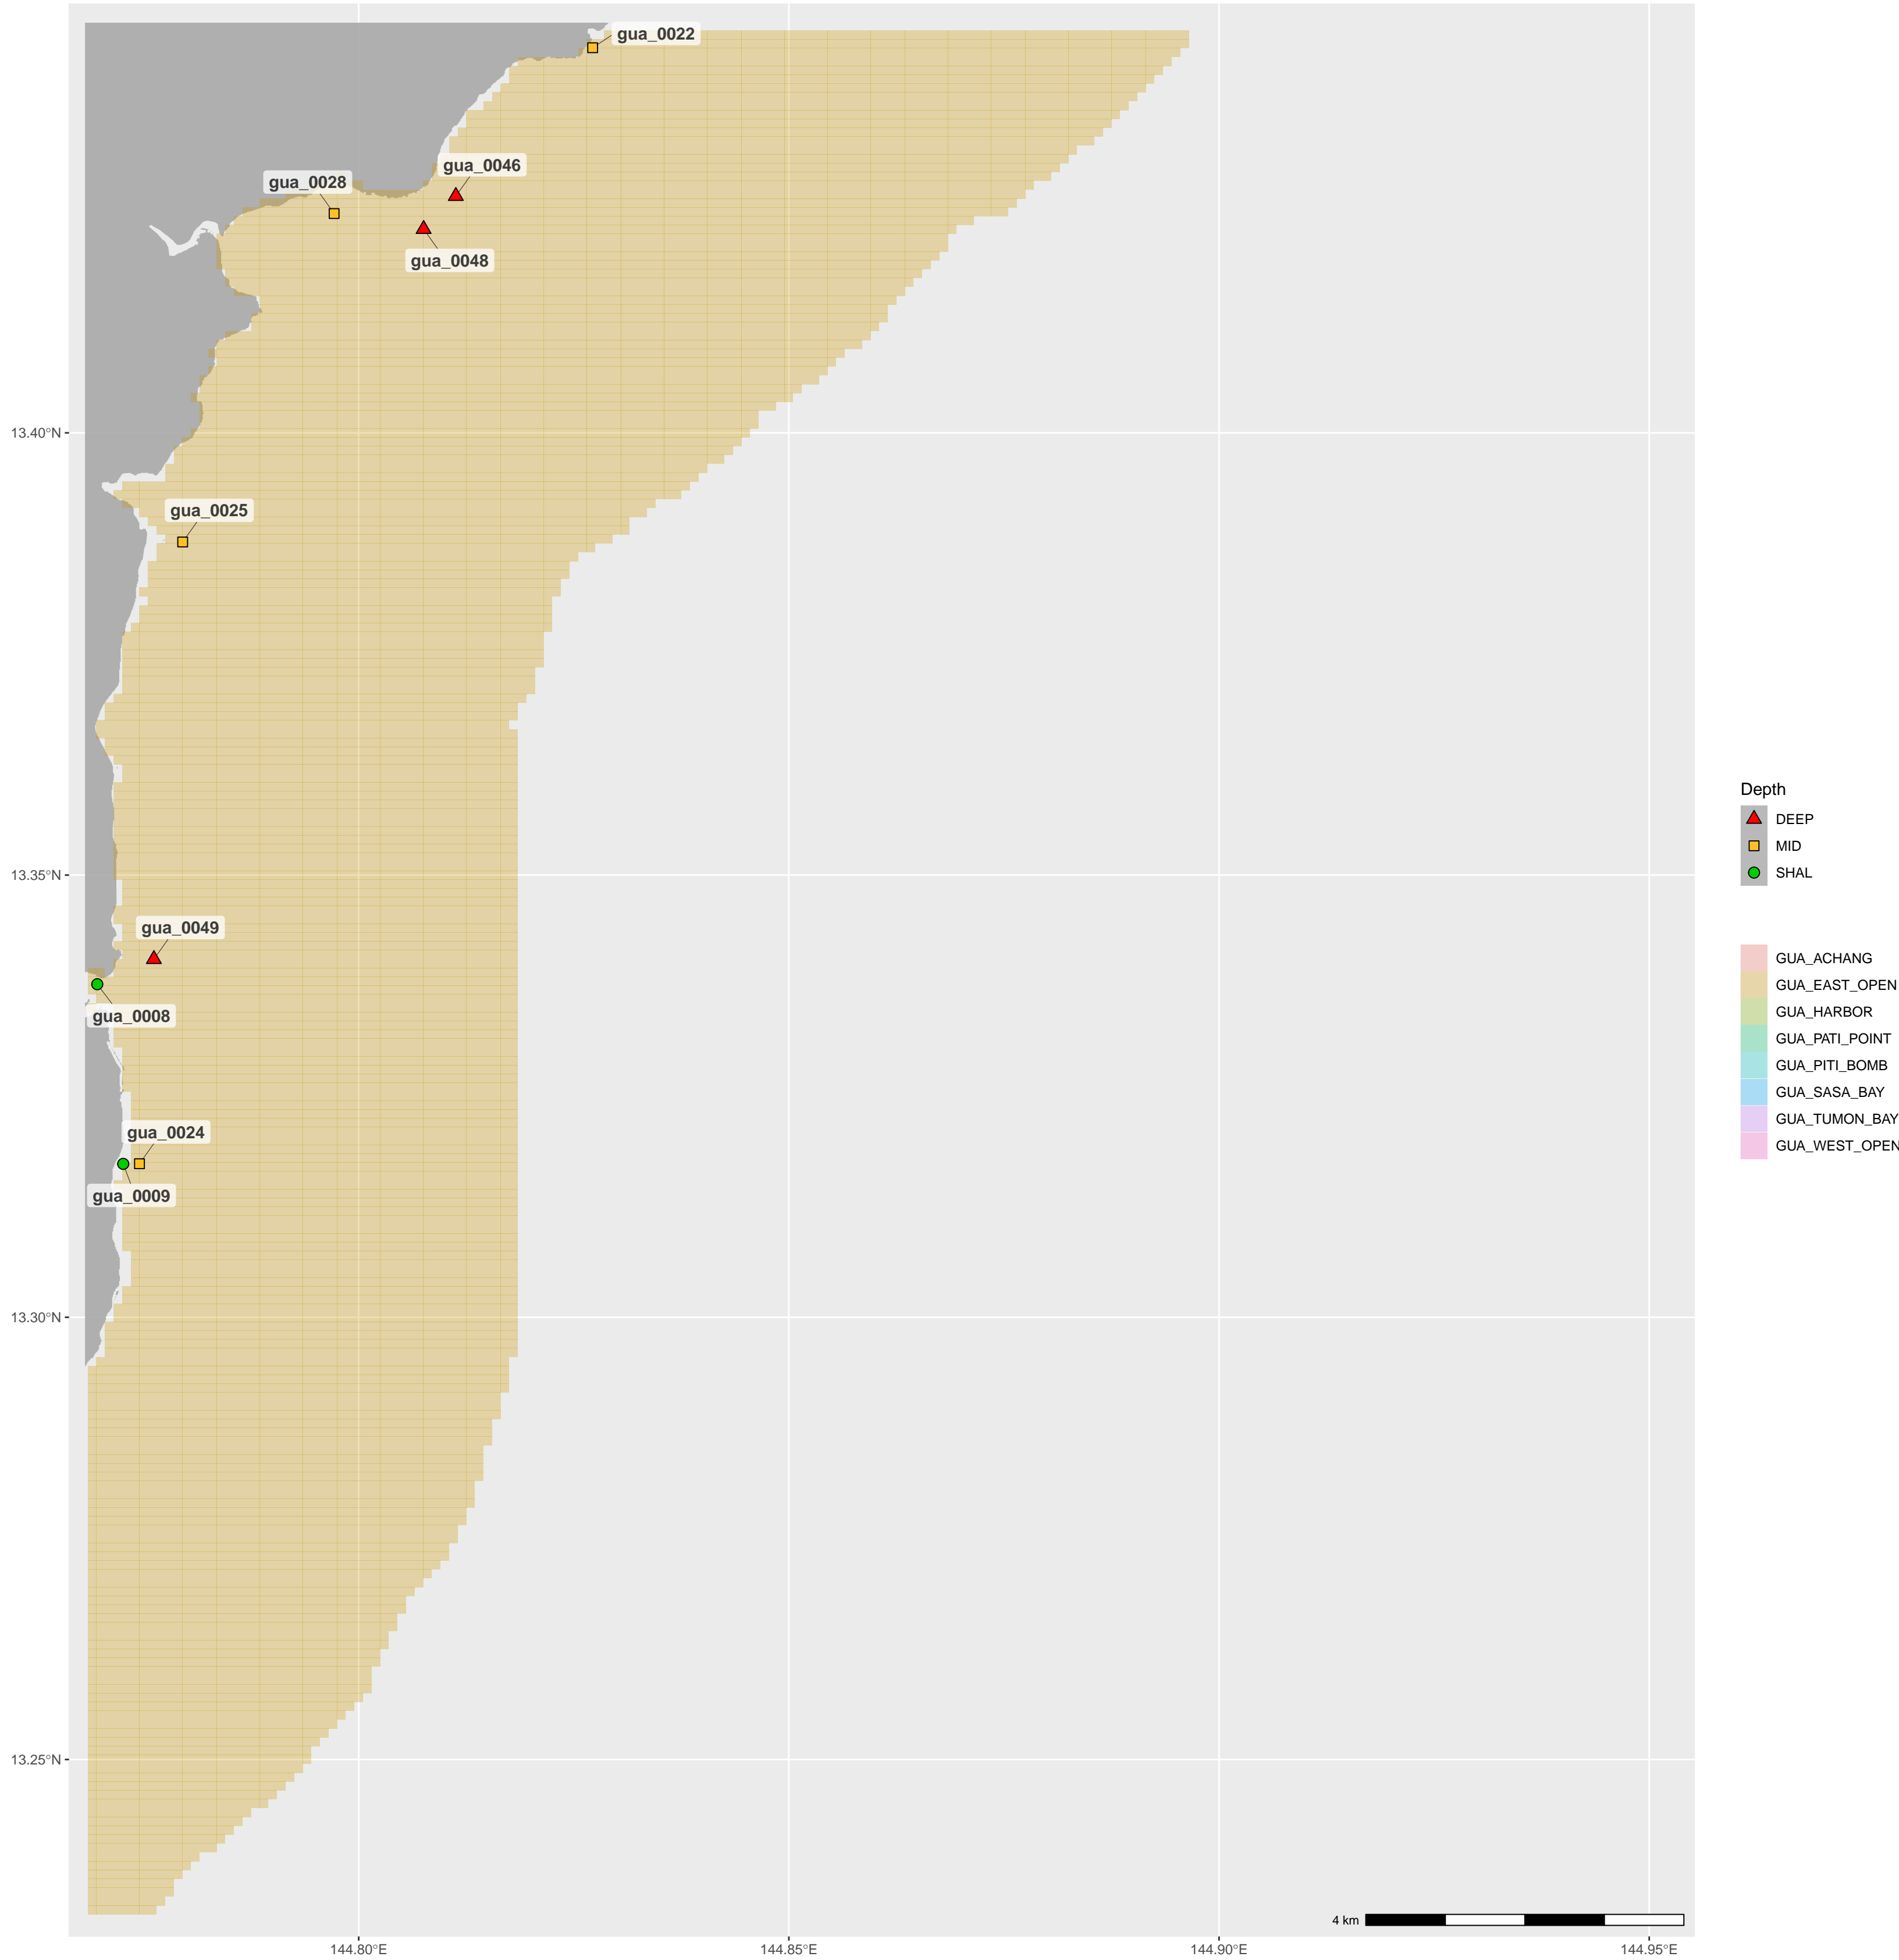 gua_0022
gua_0046
gua_0028
gua_0048
13.40°N
gua_0025
Depth
DEEP
MID
SHAL
13.35°N
gua_0049
gua_0008
GUA_ACHANG
GUA_EAST_OPEN
GUA_HARBOR
GUA_PATI_POINT
GUA_PITI_BOMB
GUA_SASA_BAY
GUA_TUMON_BAY
GUA_WEST_OPEN
gua_0024
gua_0009
13.30°N
13.25°N
4 km
144.80°E
144.85°E
144.90°E
144.95°E